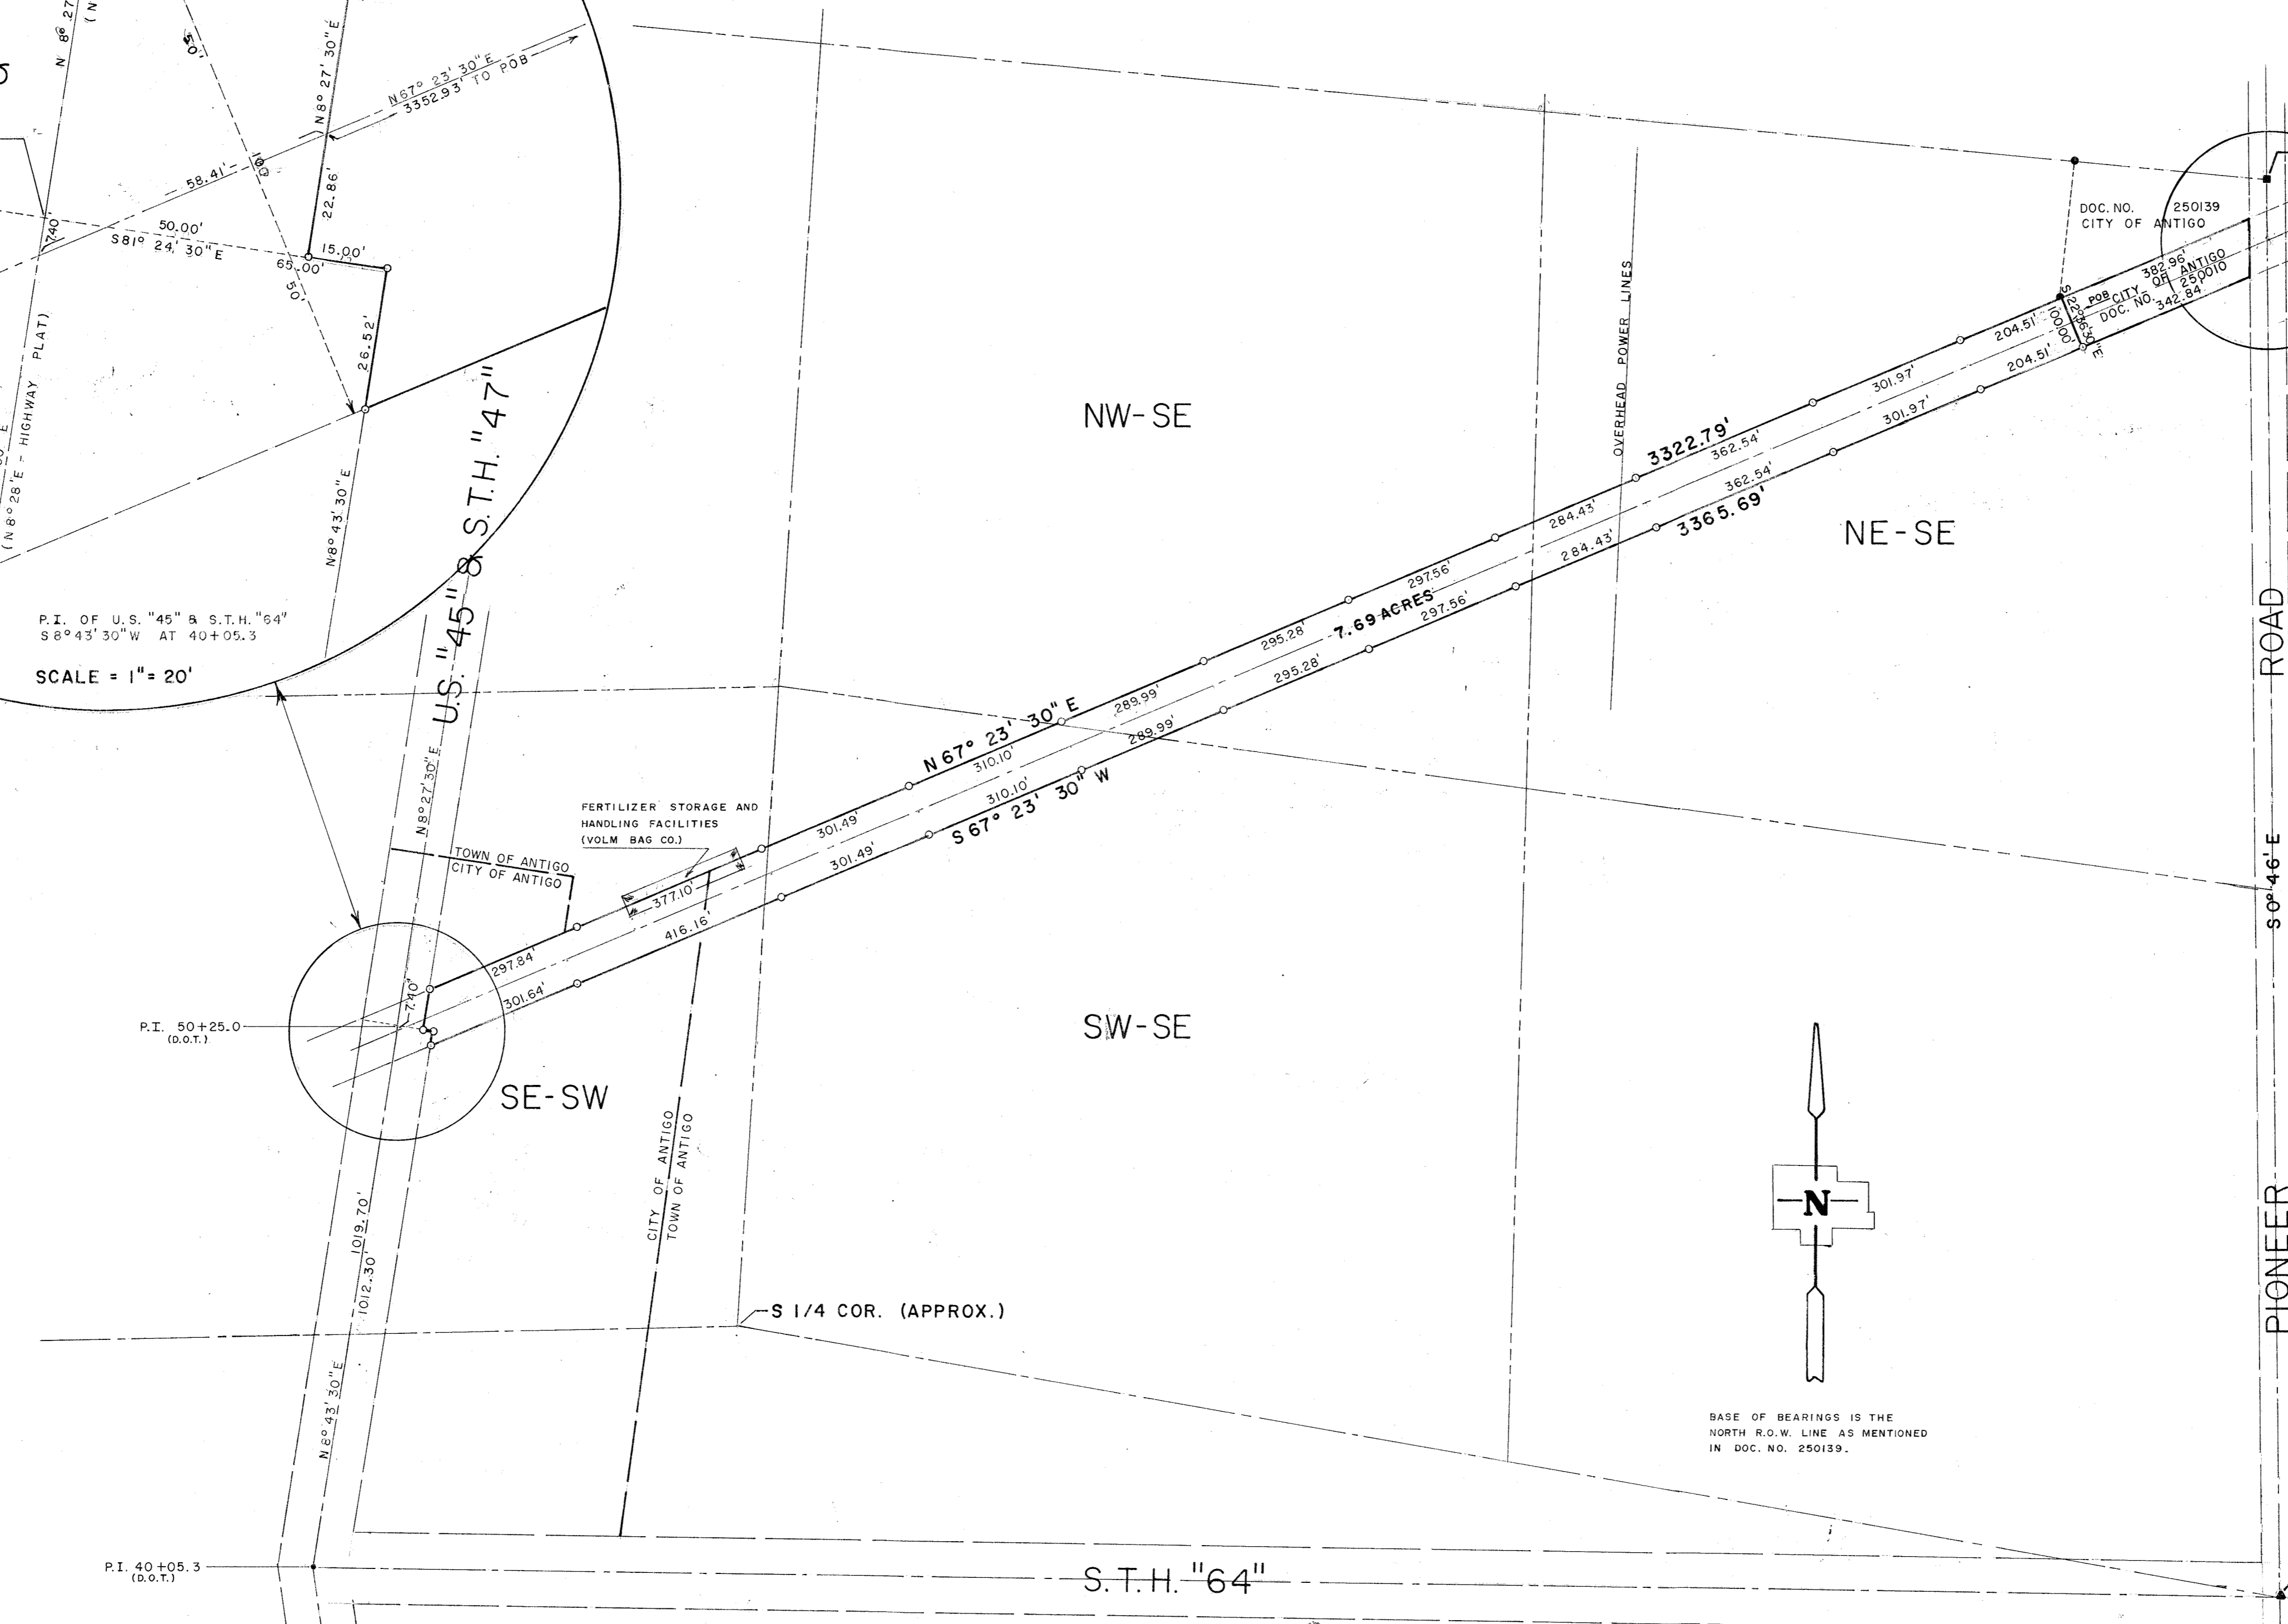 N 8° 27'
50'
N8° 27' 30" E
N67° 23' 30" E
3352.93' TO POB
100'
58.41'
22.86'
7.40'
50.00'
S81° 24' 30" E
15.00'
65.00'
50'
26.52'
(N 8° 28' E - HIGHWAY PLAT)
N8° 43' 30" E
P.I. OF U.S. "45" & S.T.H. "64"
S 8° 43' 30" W AT 40+05.3
SCALE = 1" = 20'
U.S. "45" & S.T.H. "47"
N8° 27' 30" E
NW-SE
OVERHEAD POWER LINES
DOC. NO. 250139
CITY OF ANTIGO
382.96'
POB CITY OF ANTIGO
DOC. NO. 250010
342.84'
S 22° 36' 30" E
100.00'
204.51'
204.51'
301.97'
301.97'
3322.79'
362.54'
362.54'
3365.69'
NE-SE
284.43'
284.43'
297.56'
7.69 ACRES
297.56'
295.28'
295.28'
289.99'
289.99'
N 67° 23' 30" E
310.10'
310.10'
S 67° 23' 30" W
FERTILIZER STORAGE AND
HANDLING FACILITIES
(VOLM BAG CO.)
301.49'
301.49'
TOWN OF ANTIGO
CITY OF ANTIGO
377.10'
416.16'
297.84'
301.64'
7.40'
P.I. 50+25.0
(D.O.T.)
SE-SW
SW-SE
ROAD
S 0° 46' E
PIONEER
CITY OF ANTIGO
TOWN OF ANTIGO
1019.70'
1012.30'
N 8° 43' 30" E
S 1/4 COR. (APPROX.)
N
BASE OF BEARINGS IS THE
NORTH R.O.W. LINE AS MENTIONED
IN DOC. NO. 250139.
P.I. 40+05.3
(D.O.T.)
S.T.H. "64"